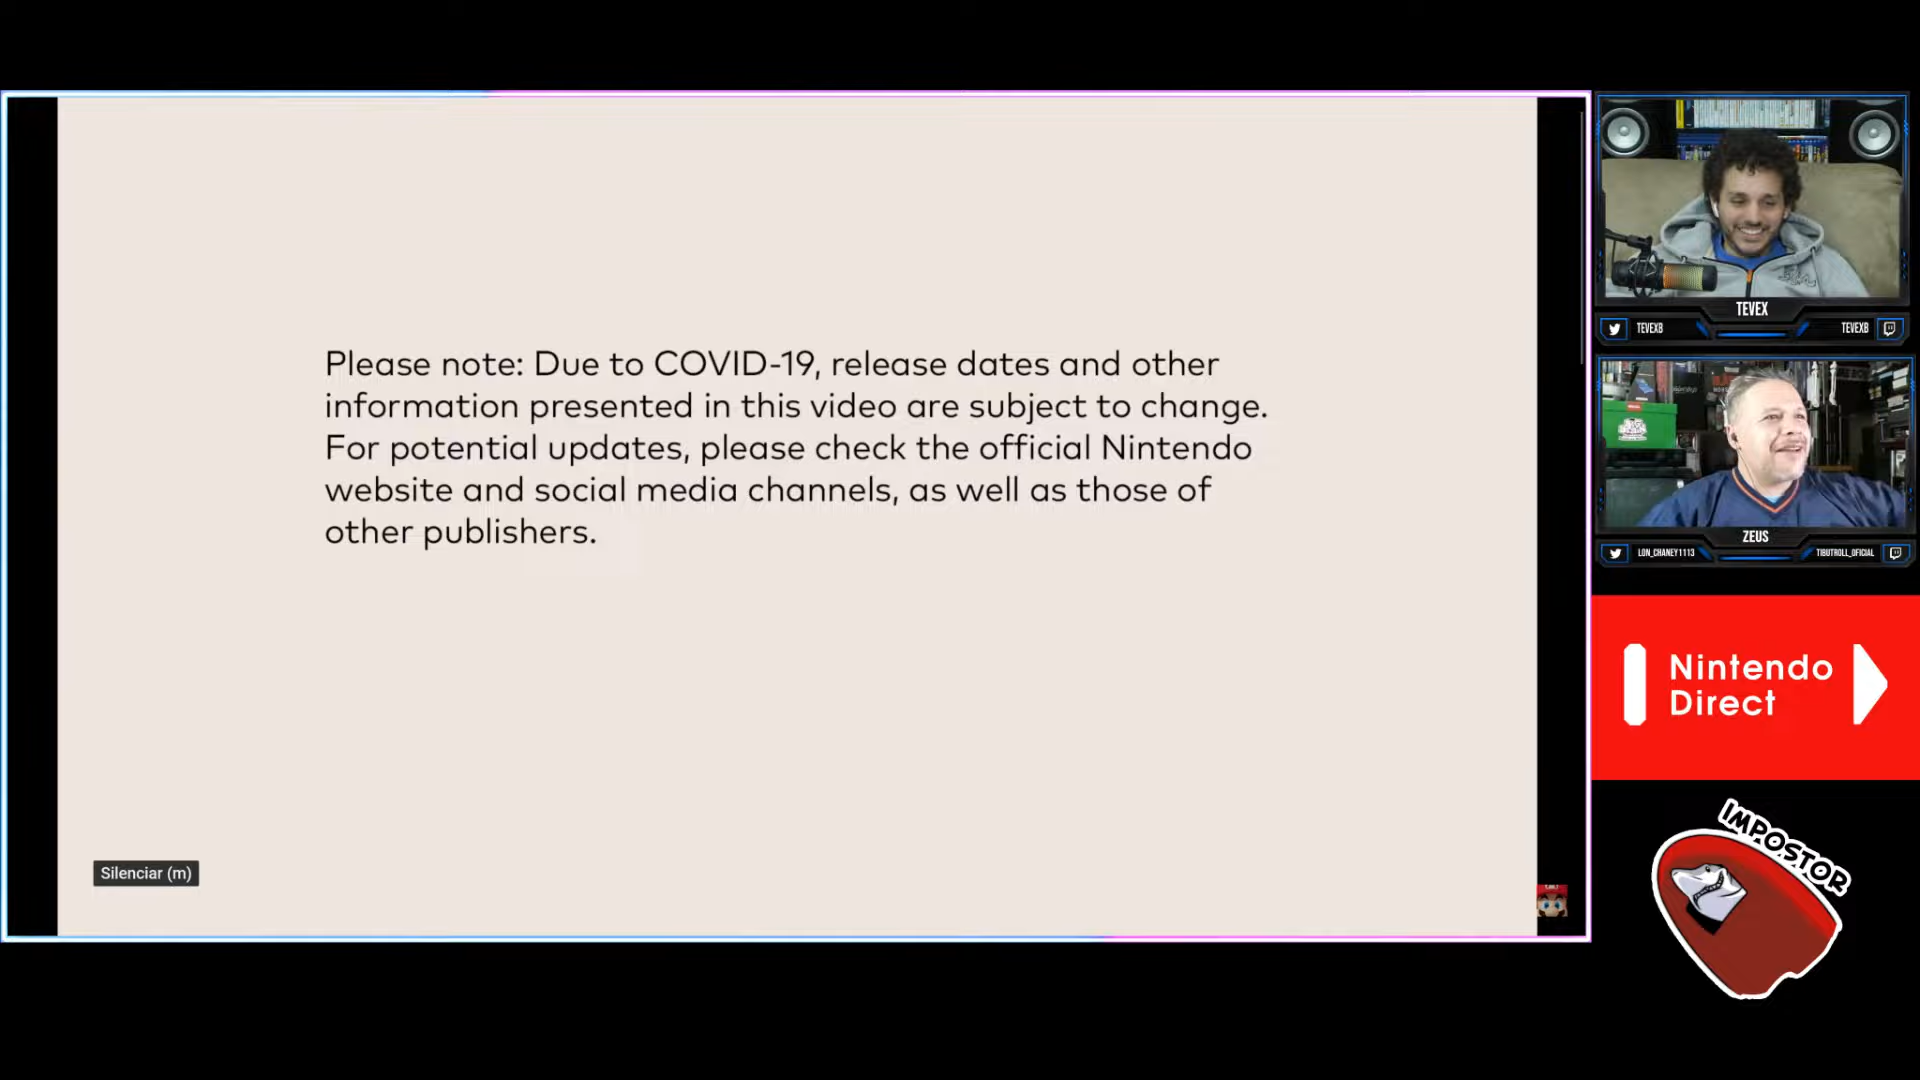 Please note: Due to COVID-19, release dates and other
information presented in this video are subject to change.
For potential updates, please check the official Nintendo
website and social media channels, as well as those of
other publishers.
Silenciar (m)
TEVEX
TEVEXB
TEVEXB
ZEUS
LON_CHANEY1113
TIBUTROLL_OFICIAL
Nintendo
Direct
IMPOSTOR